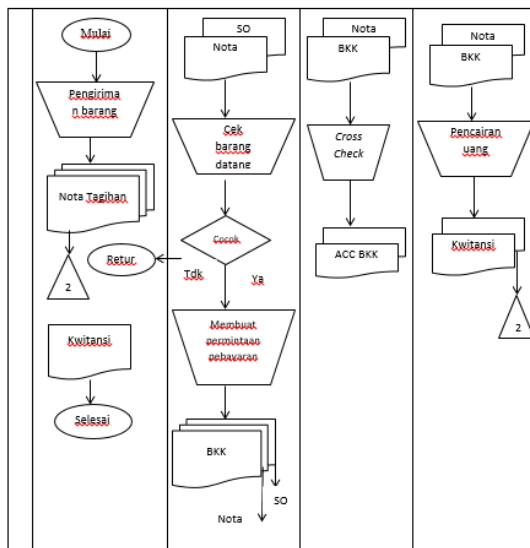 Mulai
Pengirima
n barang
Nota Tagihan
2
Kwitansi
Selesai
SO
Nota
Cek
barang
datang
Cocok
Retur
Tdk
Ya
Membuat
permintaan
pebayaran
BKK
SO
Nota
Nota
BKK
Cross
Check
ACC BKK
Nota
BKK
Pencairan
uang
Kwitansi
2